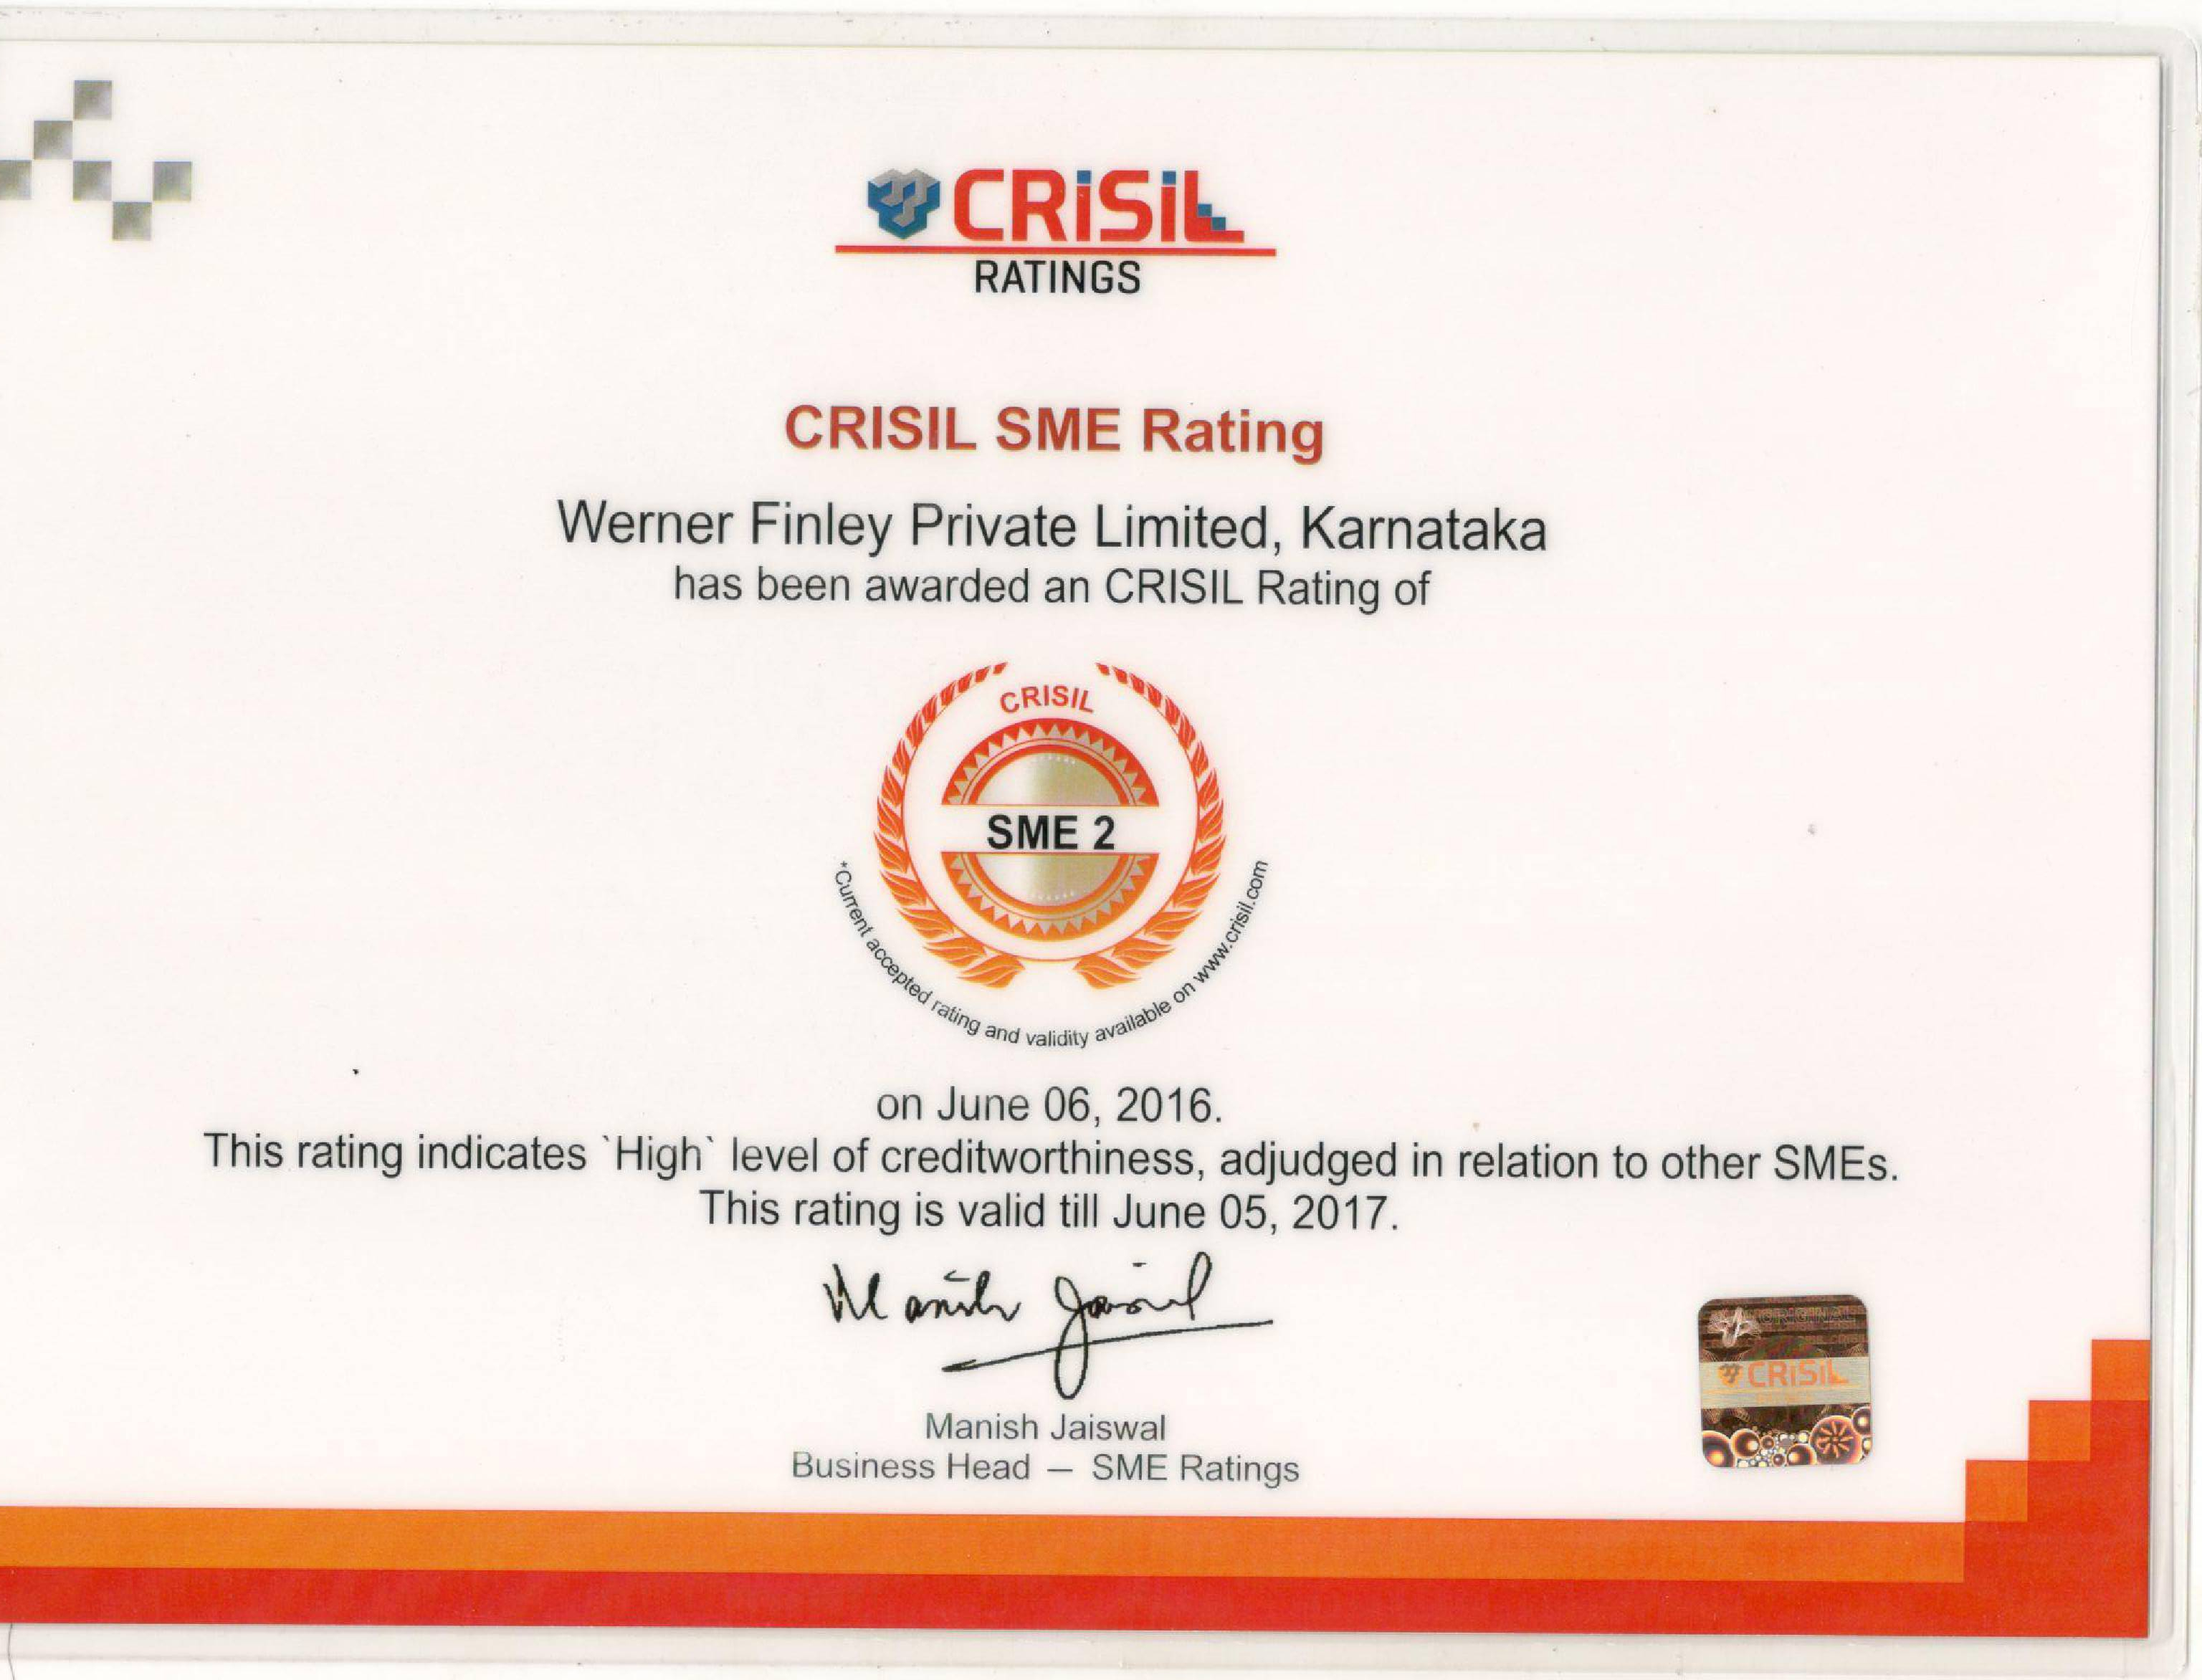 CRiSiL
RATINGS
CRISIL SME Rating
Werner Finley Private Limited, Karnataka
has been awarded an CRISIL Rating of
CRISIL
SME 2
*Current accepted rating and validity available on www.crisil.com
on June 06, 2016.
This rating indicates `High` level of creditworthiness, adjudged in relation to other SMEs.
This rating is valid till June 05, 2017.
Manish Jaiswal
Manish Jaiswal
Business Head – SME Ratings
ORIGINAL
CRiSiL